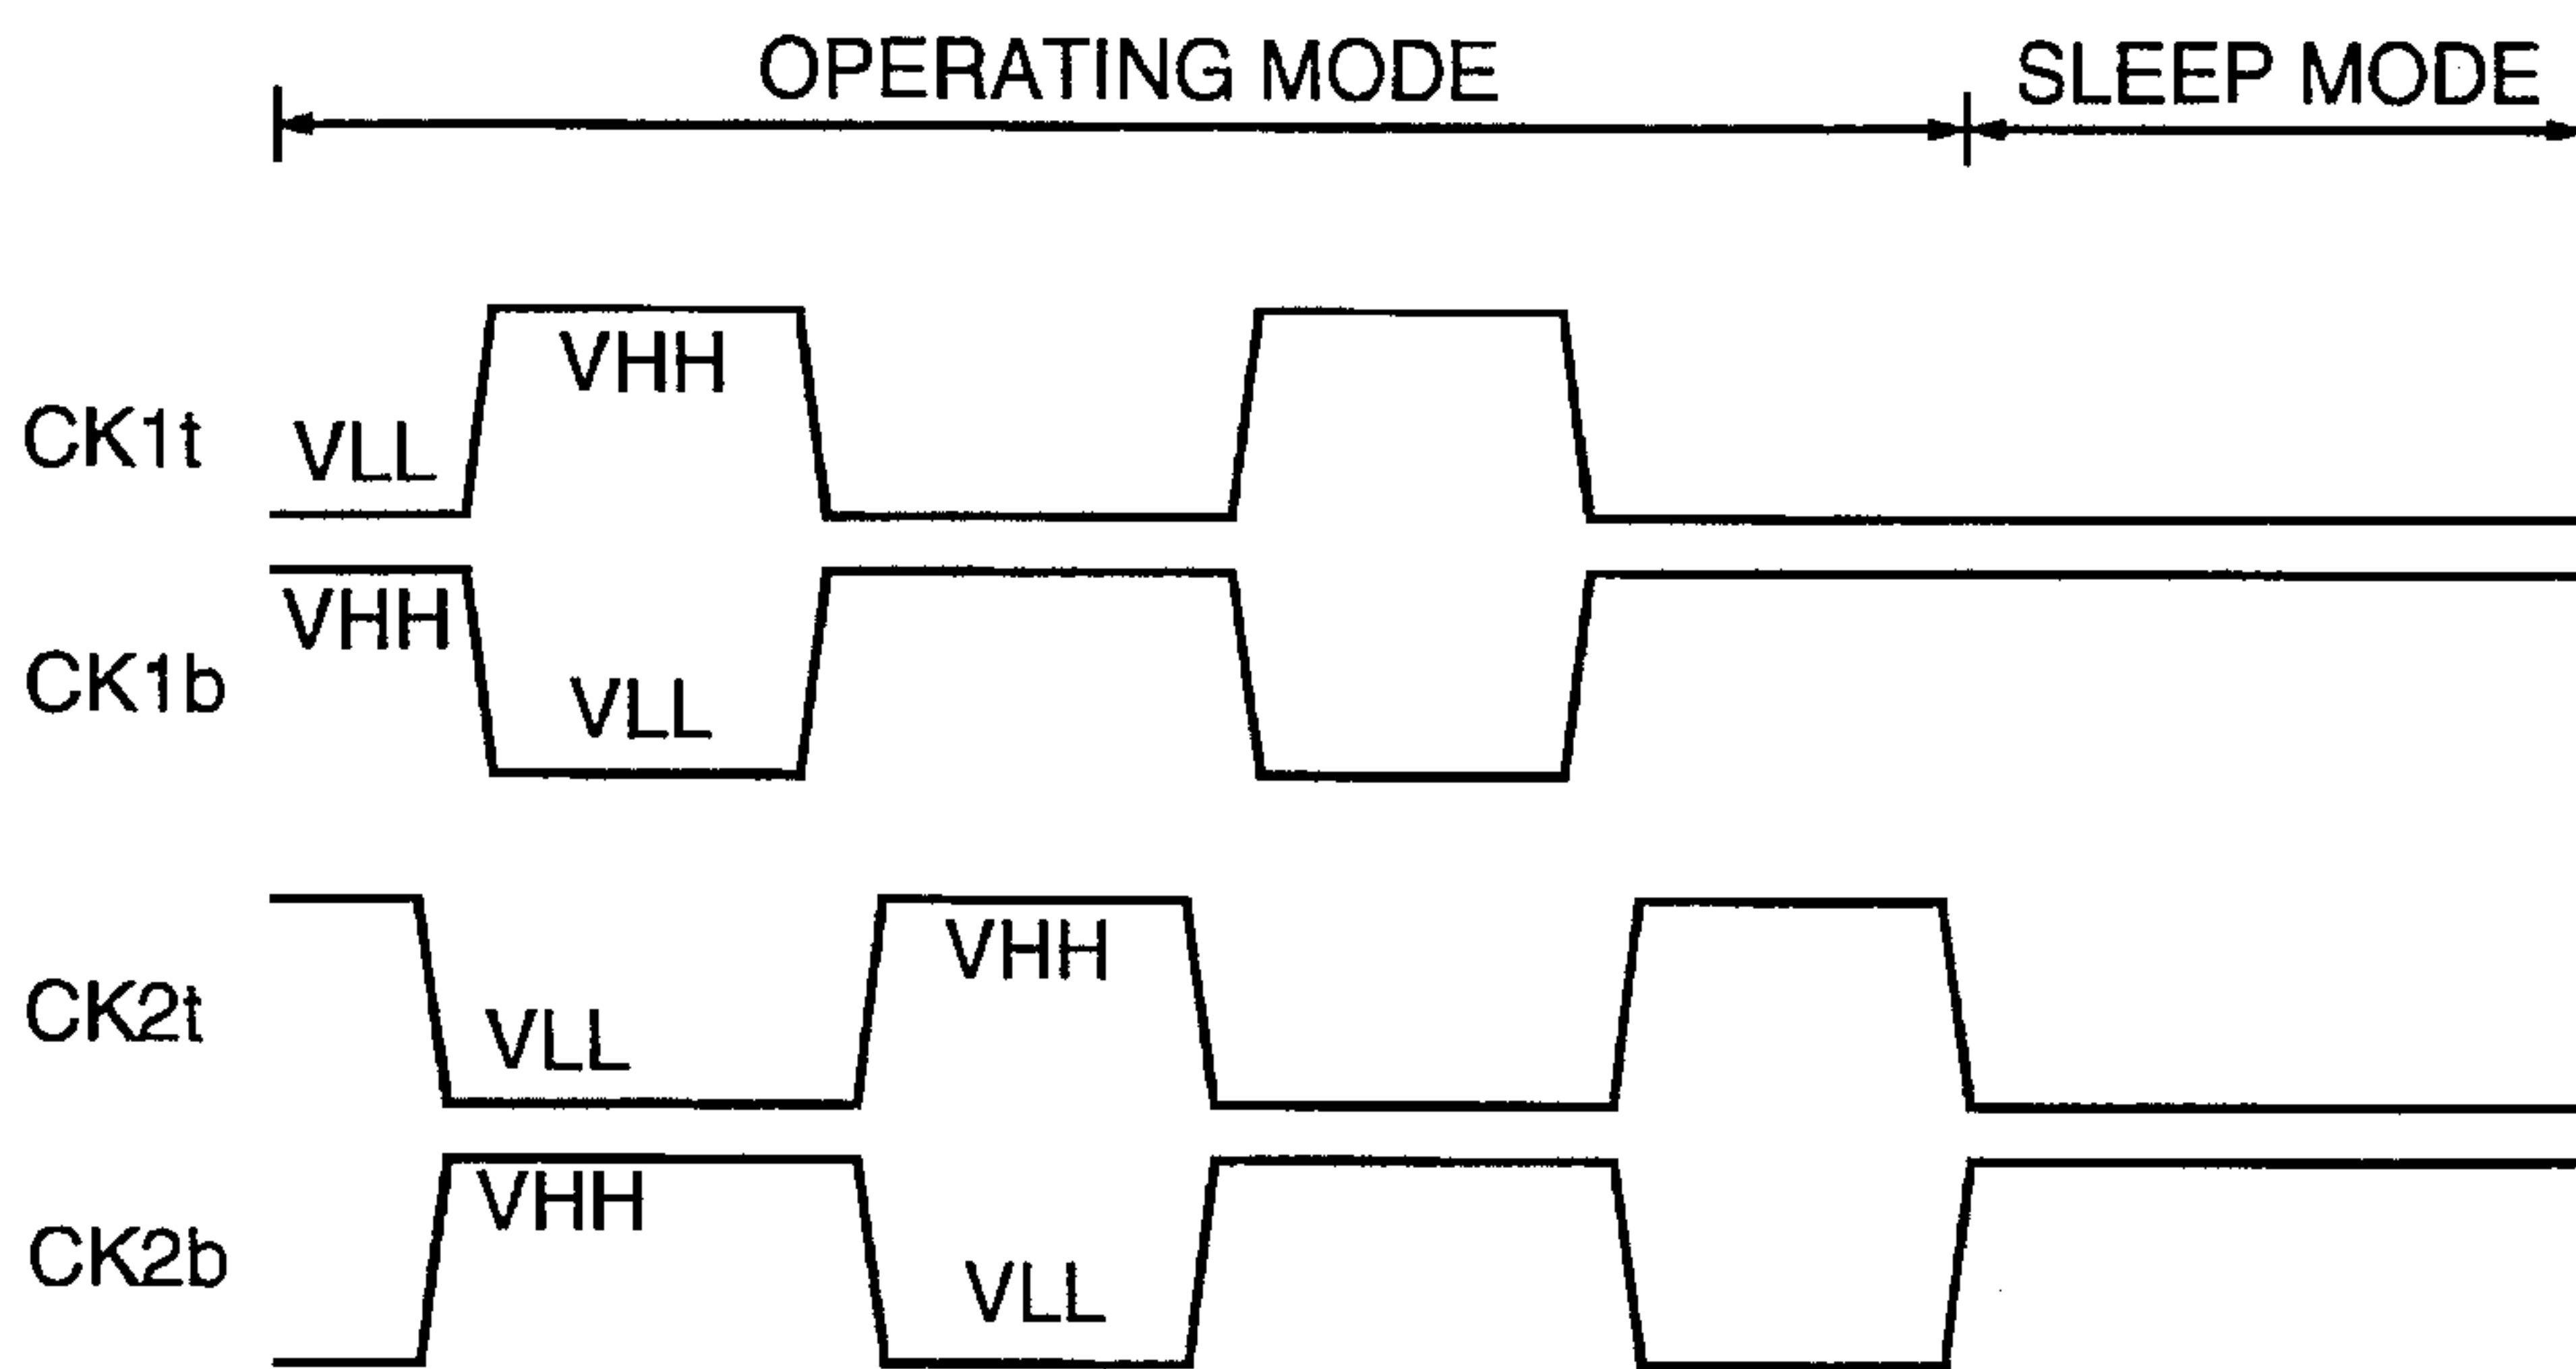 OPERATING MODE SLEEP MODE
VHH
CK1t VLL
VHH
CK1b VLL
VHH
CK2t VLL
VHH
CK2b VLL